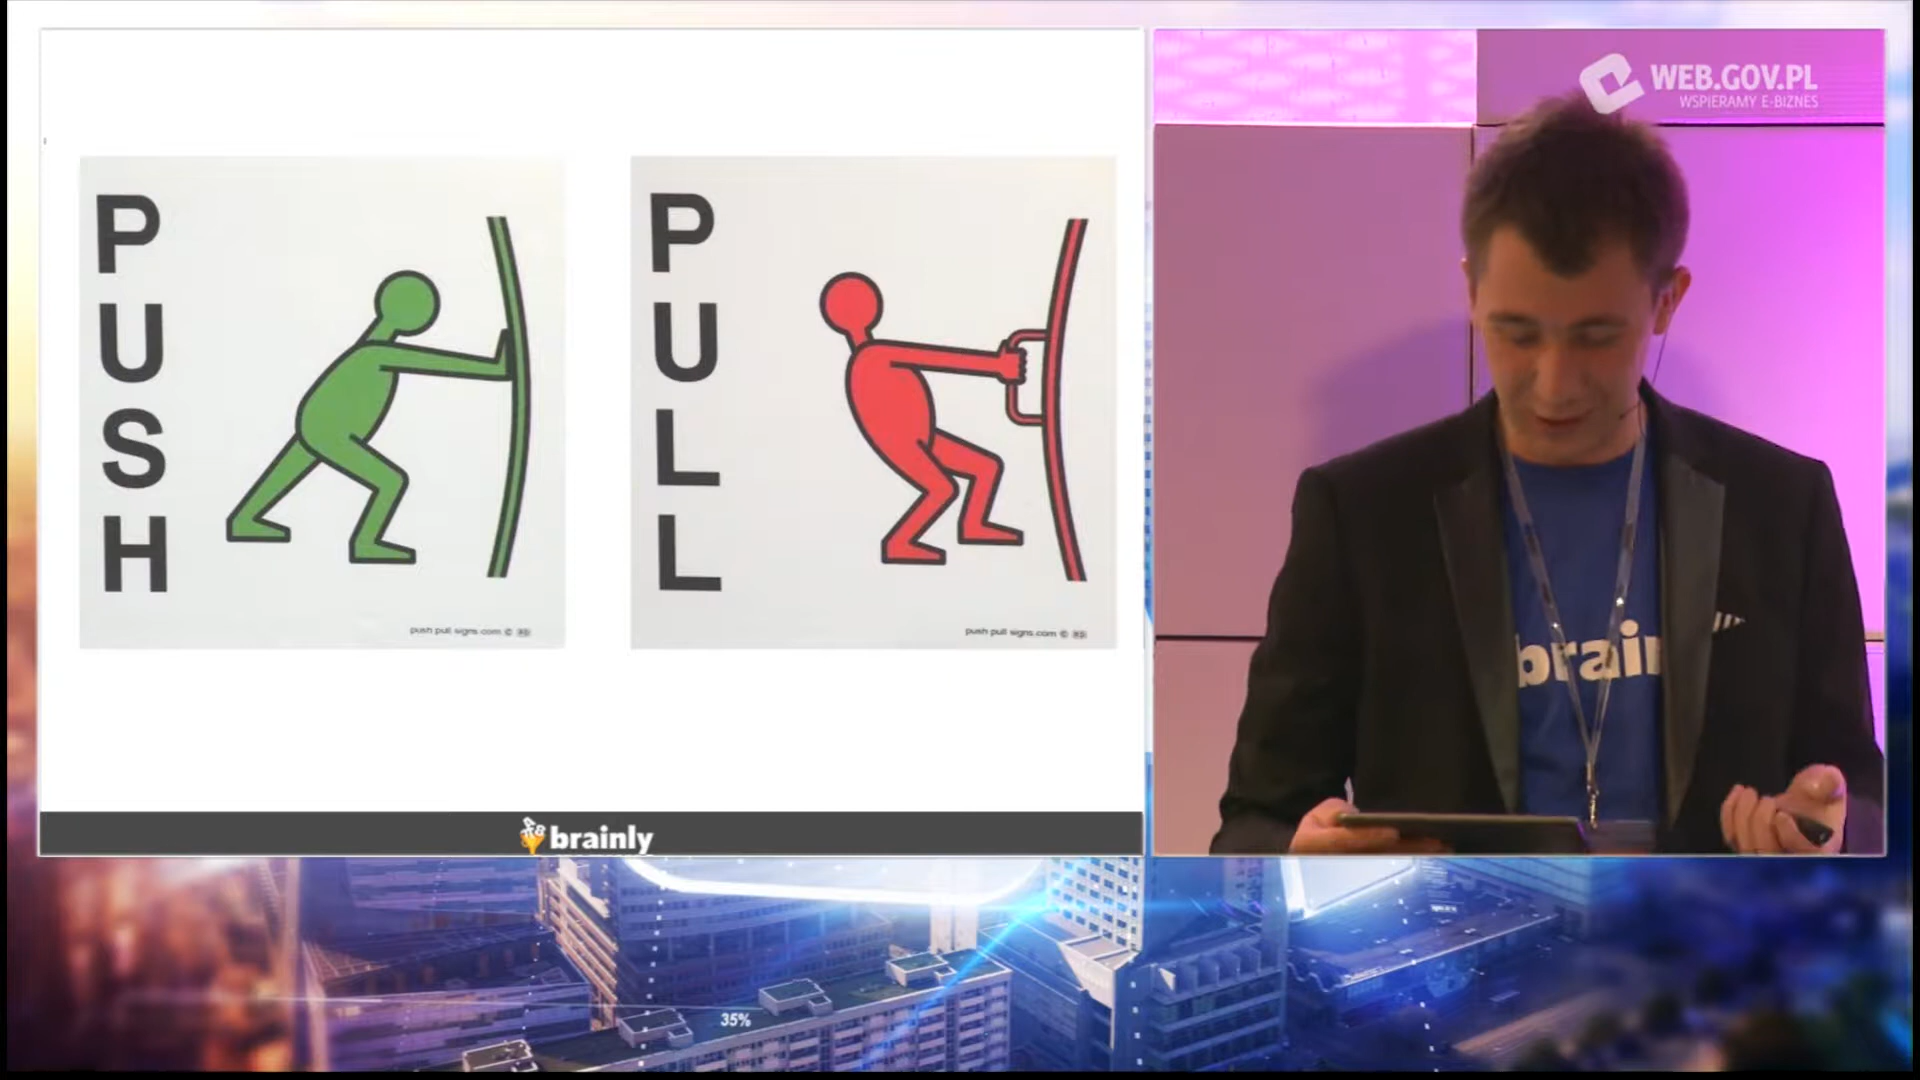 PUSH
push pull signs.com ©
PULL
push pull signs.com ©
brainly
WEB.GOV.PL
WSPIERAMY E-BIZNES
brain
35%